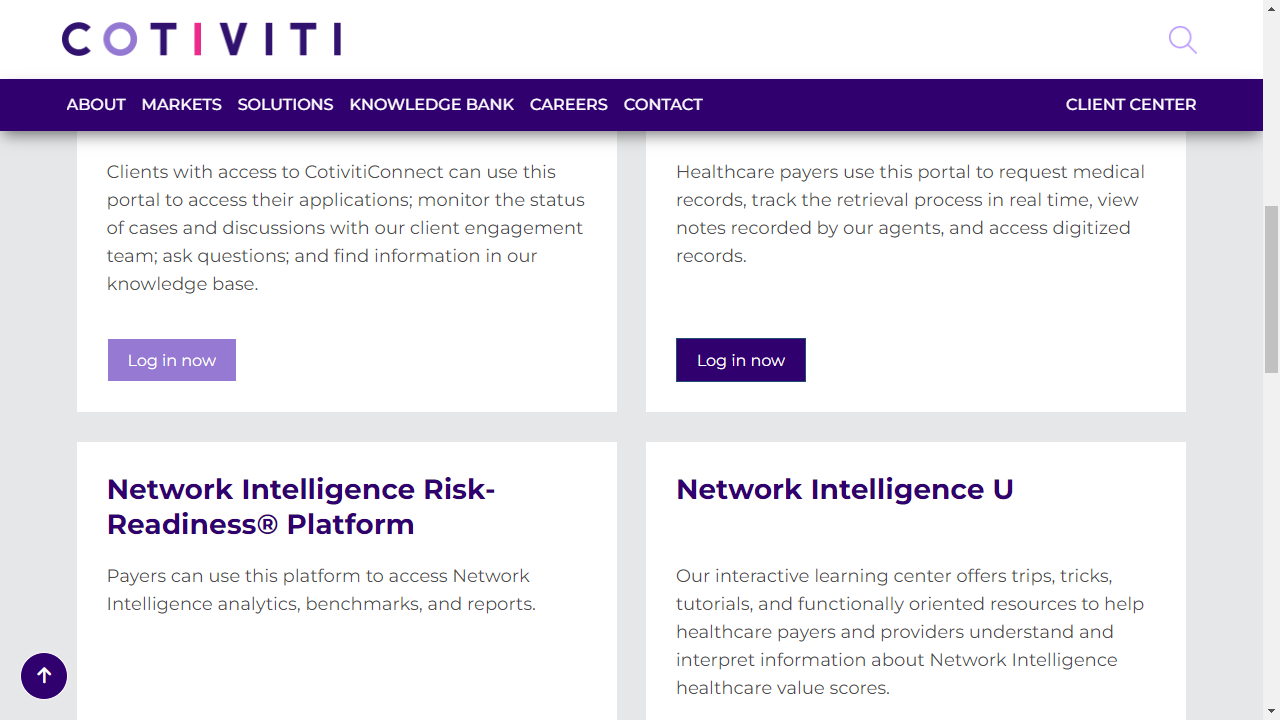 COTIVITI
ABOUT MARKETS SOLUTIONS KNOWLEDGE BANK CAREERS CONTACT CLIENT CENTER
Clients with access to CotivitiConnect can use this
portal to access their applications; monitor the status
of cases and discussions with our client engagement
team; ask questions; and find information in our
knowledge base.
Log in now
Healthcare payers use this portal to request medical
records, track the retrieval process in real time, view
notes recorded by our agents, and access digitized
records.
Log in now
Network Intelligence Risk-
Readiness® Platform
Payers can use this platform to access Network
Intelligence analytics, benchmarks, and reports.
Network Intelligence U
Our interactive learning center offers trips, tricks,
tutorials, and functionally oriented resources to help
healthcare payers and providers understand and
interpret information about Network Intelligence
healthcare value scores.